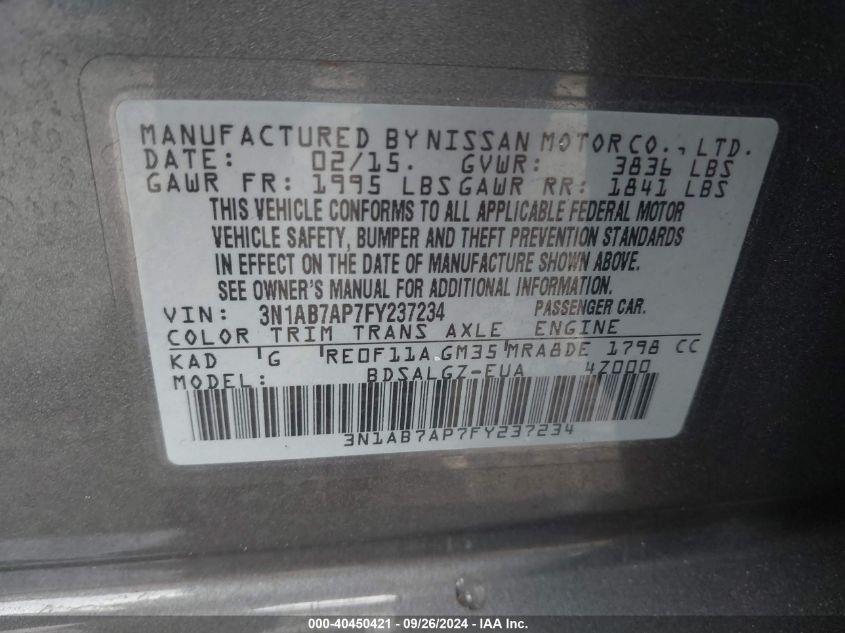 MANUFACTURED BY NISSAN MOTOR CO., LTD.
DATE: 02/15. GVWR: 3836 LBS
GAWR FR: 1995 LBS GAWR RR: 1841 LBS
THIS VEHICLE CONFORMS TO ALL APPLICABLE FEDERAL MOTOR
VEHICLE SAFETY, BUMPER AND THEFT PREVENTION STANDARDS
IN EFFECT ON THE DATE OF MANUFACTURE SHOWN ABOVE.
SEE OWNER'S MANUAL FOR ADDITIONAL INFORMATION.
VIN: 3N1AB7AP7FY237234 PASSENGER CAR.
COLOR TRIM TRANS AXLE ENGINE
KAD G RE0F11A GM35 MRA8DE 1798 CC
MODEL: BDSALGZ-EUA 4Z000
3N1AB7AP7FY237234
000-40450421 - 09/26/2024 - IAA Inc.